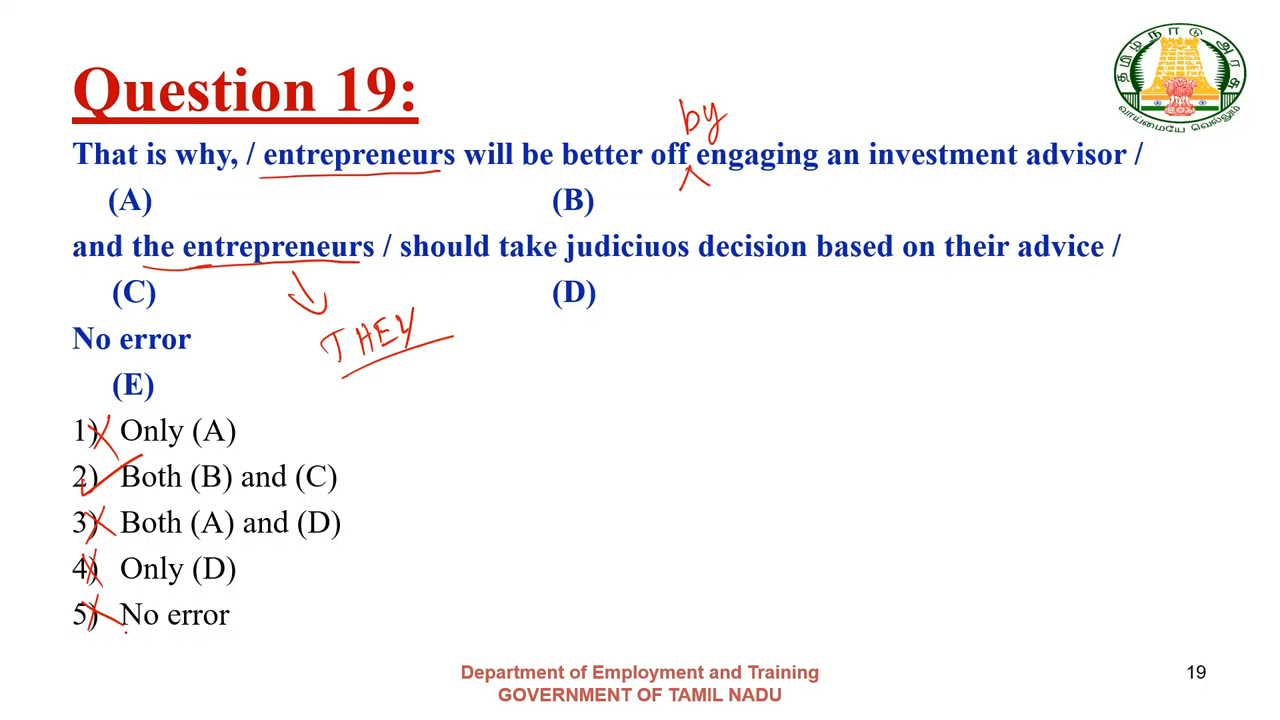 Question 19:
by
That is why, / entrepreneurs will be better off engaging an investment advisor /
(A) (B)
and the entrepreneurs / should take judiciuos decision based on their advice /
(C) (D)
THEY
No error
(E)
1) Only (A)
2) Both (B) and (C)
3) Both (A) and (D)
4) Only (D)
5) No error
Department of Employment and Training
GOVERNMENT OF TAMIL NADU
19
தமிழ்நாடு அரசு
வாய்மையே வெல்லும்